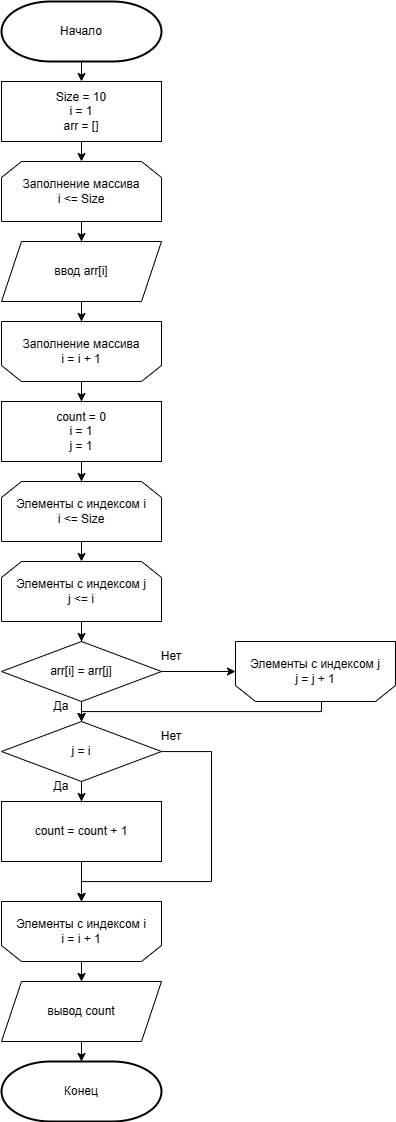 Начало
Size = 10
i = 1
arr = []
Заполнение массива
i <= Size
ввод arr[i]
Заполнение массива
i = i + 1
count = 0
i = 1
j = 1
Элементы с индексом i
i <= Size
Элементы с индексом j
j <= i
arr[i] = arr[j]
Нет
Элементы с индексом j
j = j + 1
Да
j = i
Нет
Да
count = count + 1
Элементы с индексом i
i = i + 1
вывод count
Конец